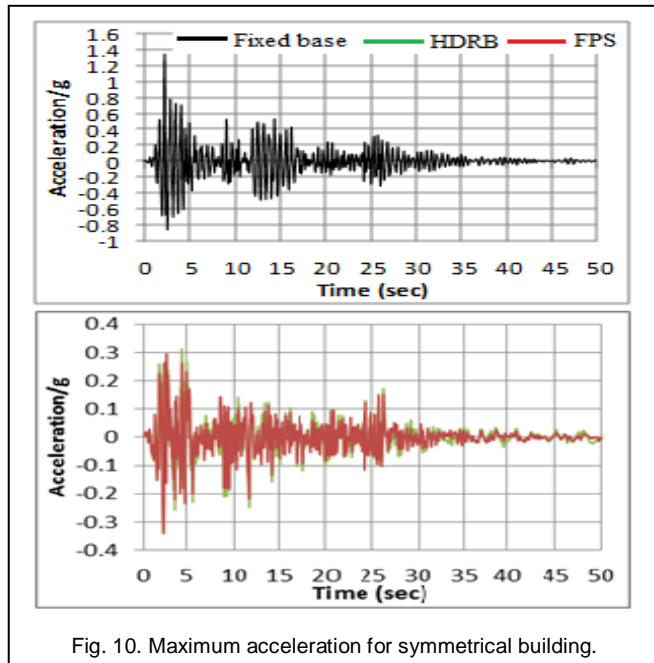 Fixed base HDRB FPS
Acceleration/g
1.6
1.4
1.2
1
0.8
0.6
0.4
0.2
0
-0.2
-0.4
-0.6
-0.8
-1
0 5 10 15 20 25 30 35 40 45 50
Time (sec)
Acceleration/g
0.4
0.3
0.2
0.1
0
-0.1
-0.2
-0.3
-0.4
0 5 10 15 20 25 30 35 40 45 50
Time (sec)
Fig. 10. Maximum acceleration for symmetrical building.